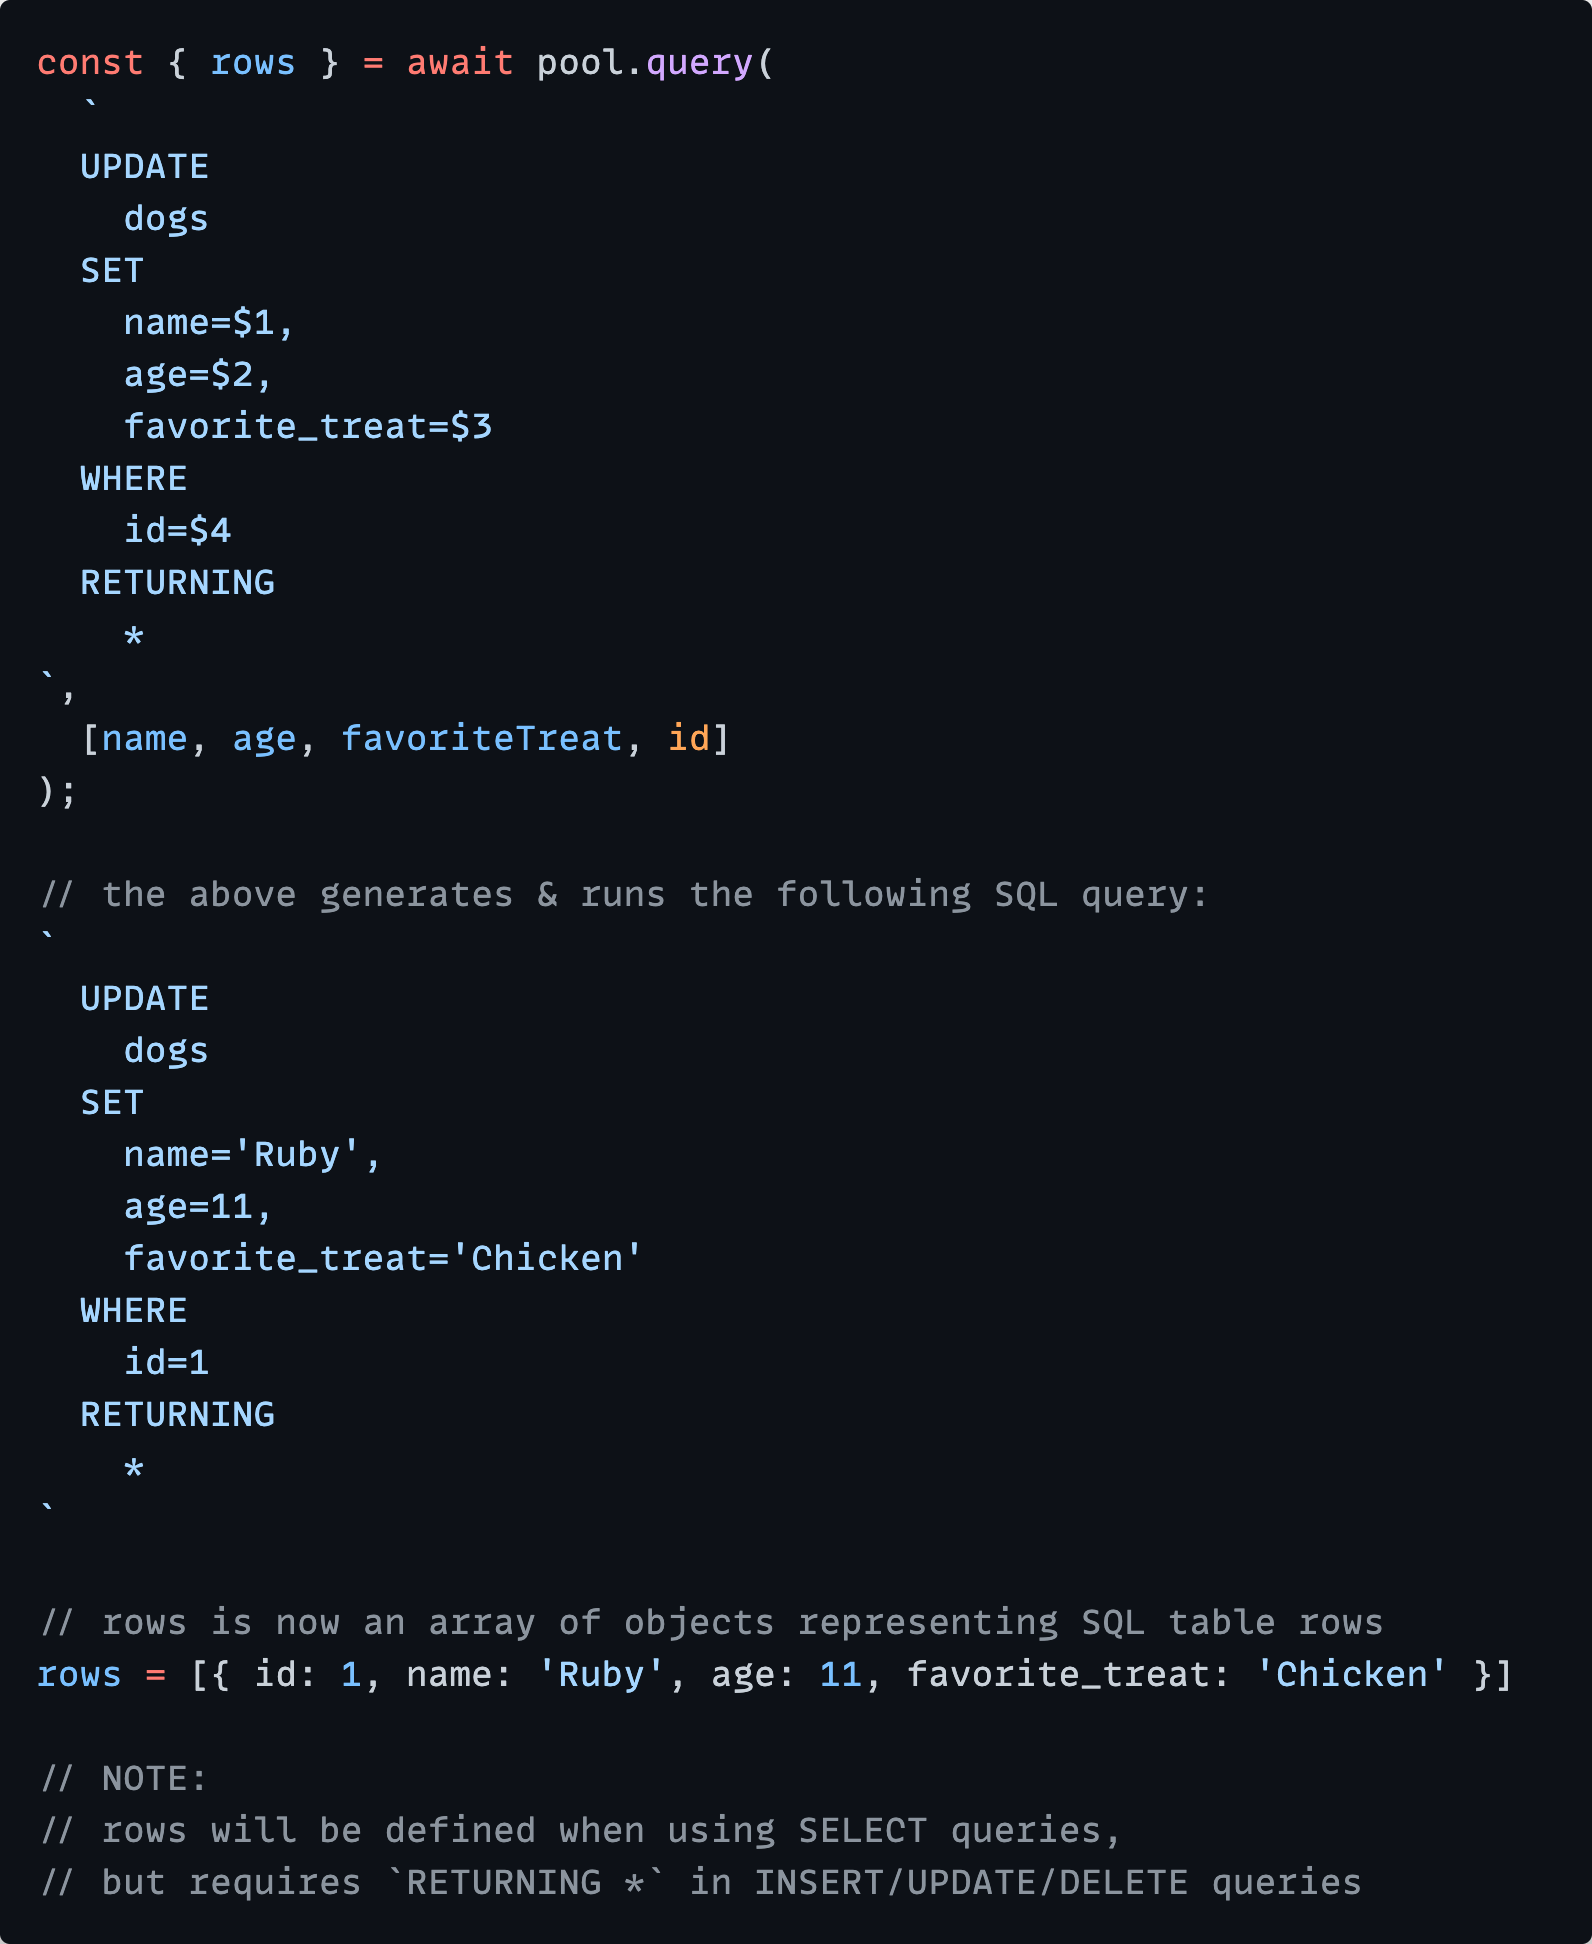 const { rows } = await pool.query(
  `
  UPDATE
    dogs
  SET
    name=$1,
    age=$2,
    favorite_treat=$3
  WHERE
    id=$4
  RETURNING
    *
`,
  [name, age, favoriteTreat, id]
);

// the above generates & runs the following SQL query:
`
  UPDATE
    dogs
  SET
    name='Ruby',
    age=11,
    favorite_treat='Chicken'
  WHERE
    id=1
  RETURNING
    *
`

// rows is now an array of objects representing SQL table rows
rows = [{ id: 1, name: 'Ruby', age: 11, favorite_treat: 'Chicken' }]

// NOTE:
// rows will be defined when using SELECT queries,
// but requires `RETURNING *` in INSERT/UPDATE/DELETE queries